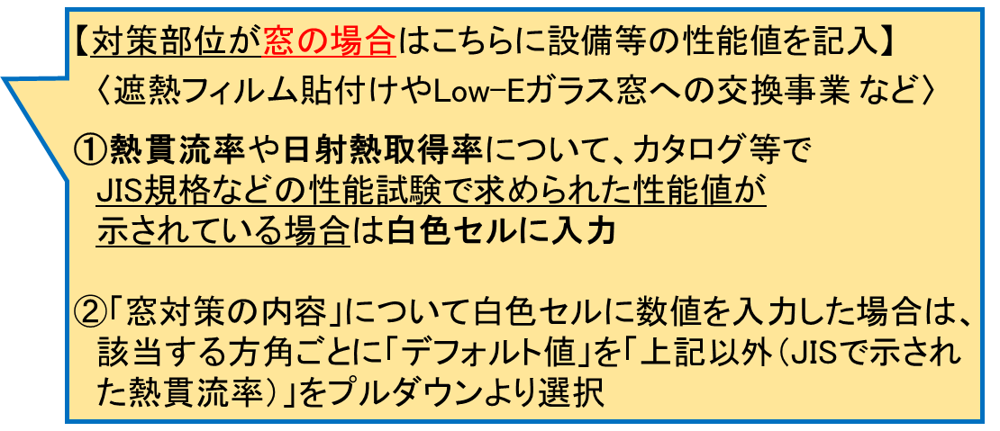 【対策部位が窓の場合はこちらに設備等の性能値を記入】
〈遮熱フィルム貼付けやLow-Eガラス窓への交換事業 など〉
①熱貫流率や日射熱取得率について、カタログ等で
JIS規格などの性能試験で求められた性能値が
示されている場合は白色セルに入力
②「窓対策の内容」について白色セルに数値を入力した場合は、
該当する方角ごとに「デフォルト値」を「上記以外（JISで示され
た熱貫流率）」をプルダウンより選択